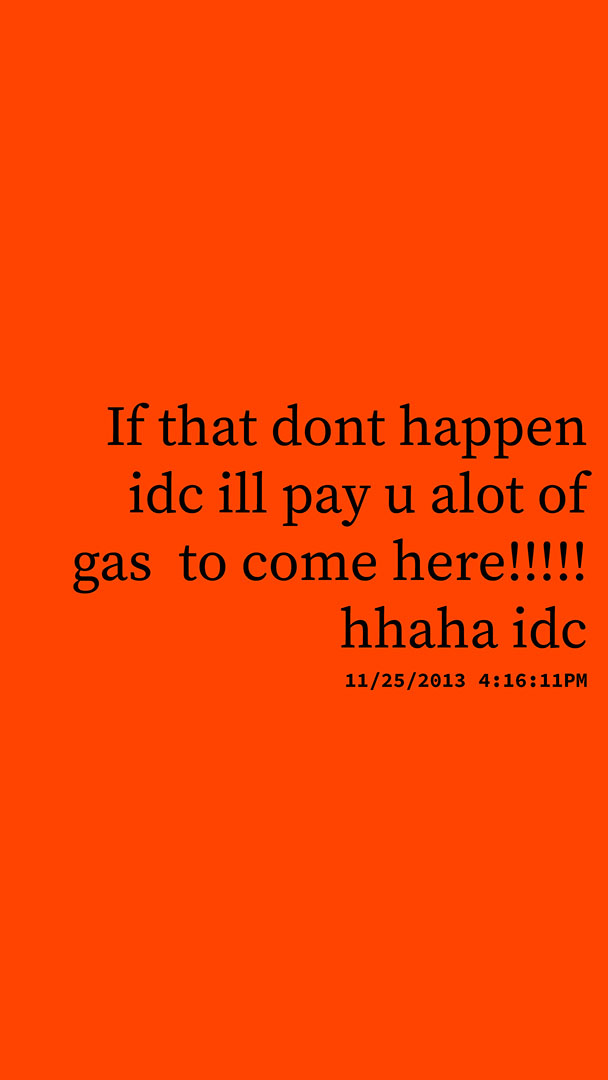 If that dont happen
idc ill pay u alot of
gas  to come here!!!!!
hhaha idc
11/25/2013 4:16:11PM